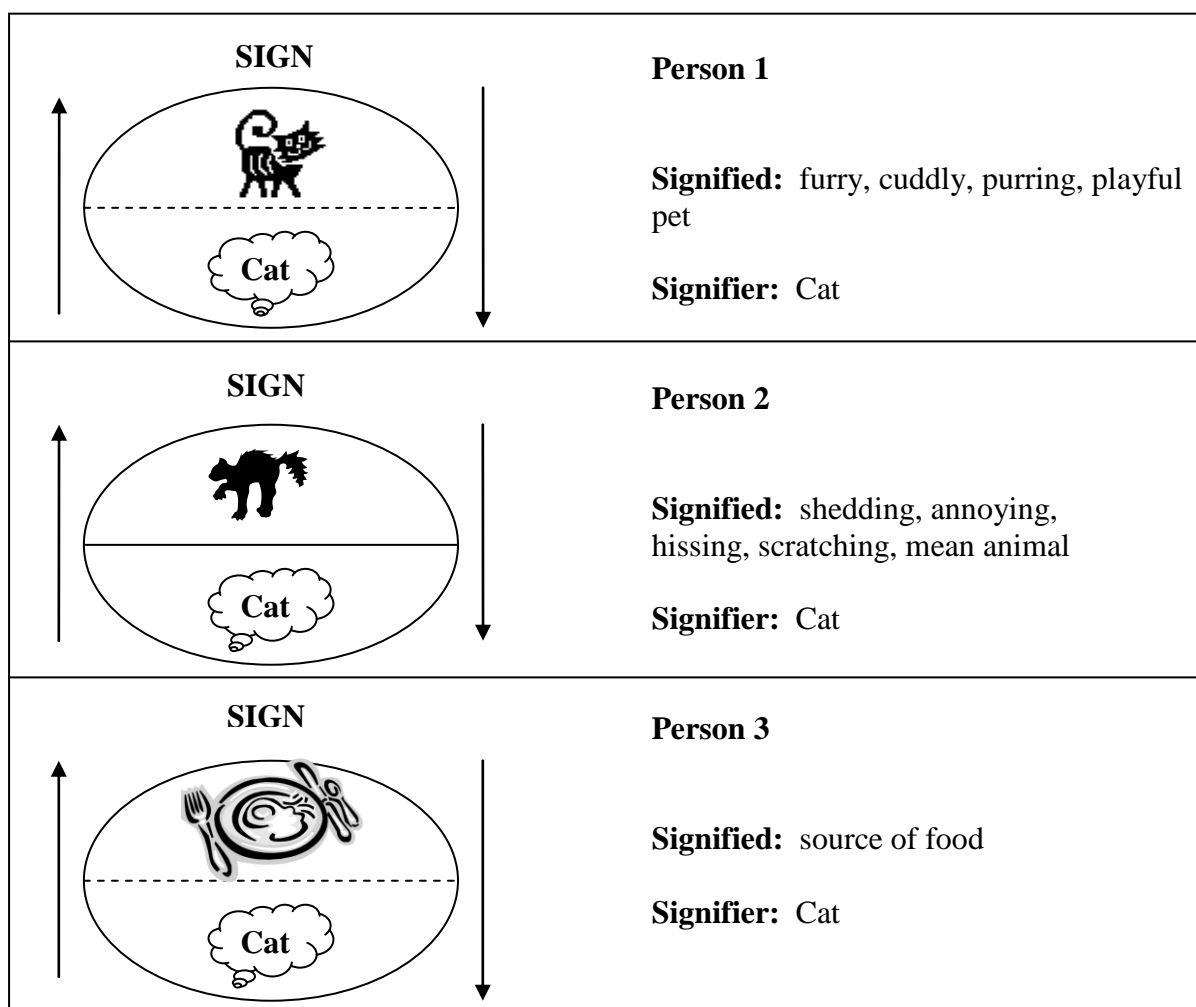 SIGN
Cat
Person 1
Signified: furry, cuddly, purring, playful
pet
Signifier: Cat
SIGN
Cat
Person 2
Signified: shedding, annoying,
hissing, scratching, mean animal
Signifier: Cat
SIGN
Cat
Person 3
Signified: source of food
Signifier: Cat